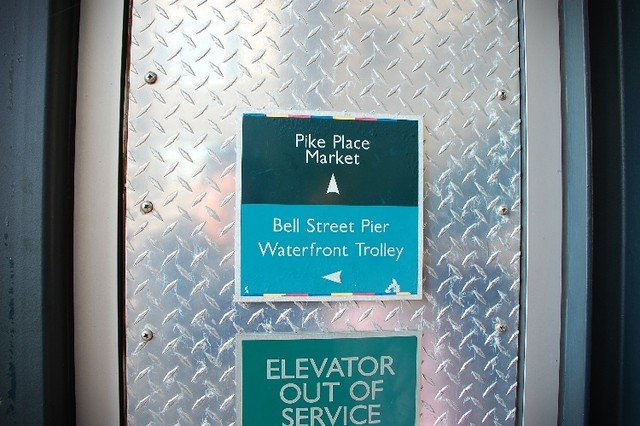 Pike Place
Market
Bell Street Pier
Waterfront Trolley
ELEVATOR
OUT OF
SERVICE